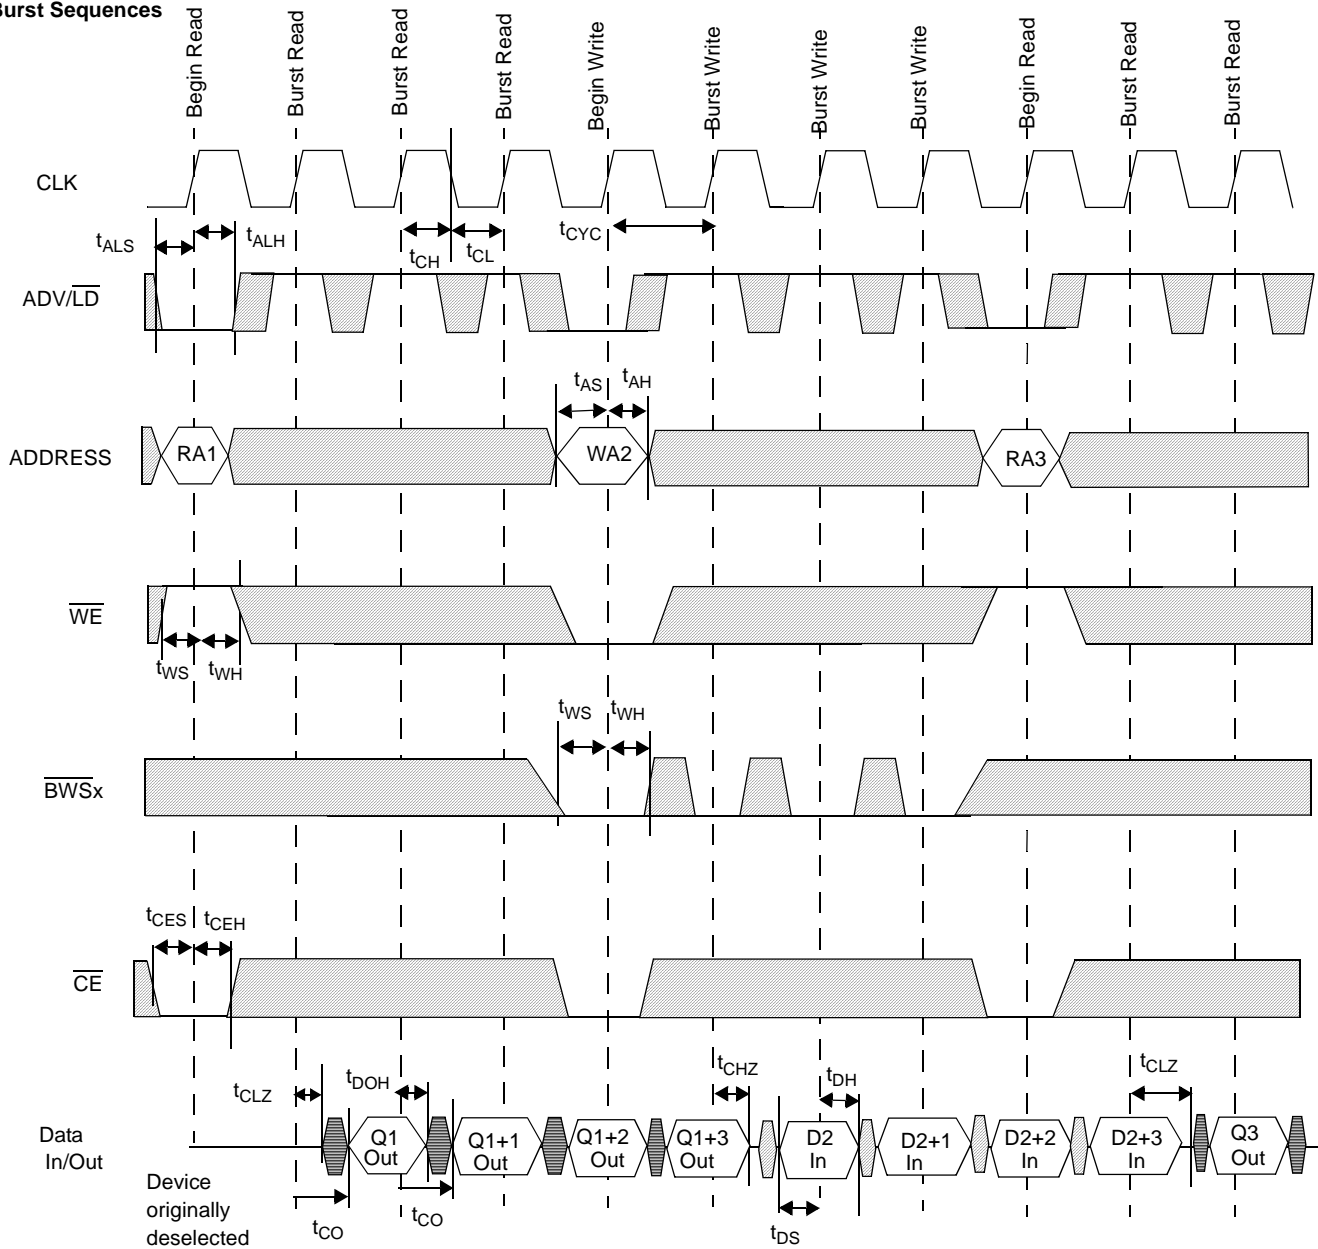 Burst Sequences
Begin Read
Burst Read
Burst Read
Burst Read
Begin Write
Burst Write
Burst Write
Burst Write
Begin Read
Burst Read
Burst Read
CLK
tALS
tALH
tCH
tCL
tCYC
ADV/LD
tAS
tAH
ADDRESS
RA1
WA2
RA3
WE
tWS
tWH
tWS
tWH
BWSx
tCES
tCEH
CE
tCLZ
tDOH
tCHZ
tDH
tCLZ
Data
In/Out
Q1
Out
Q1+1
Out
Q1+2
Out
Q1+3
Out
D2
In
D2+1
In
D2+2
In
D2+3
In
Q3
Out
Device
originally
deselected
tCO
tCO
tDS